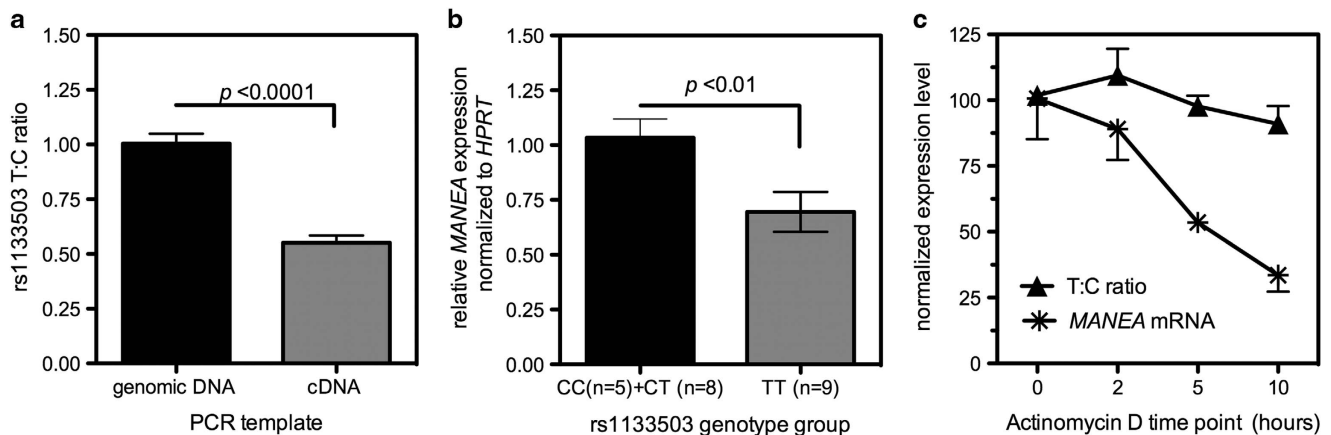 a
rs1133503 T:C ratio
1.50
1.25
1.00
0.75
0.50
0.25
0.00
p <0.0001
genomic DNA
cDNA
PCR template
b
relative MANEA expression
normalized to HPRT
1.50
1.25
1.00
0.75
0.50
0.25
0.00
p <0.01
CC(n=5)+CT (n=8)
TT (n=9)
rs1133503 genotype group
c
normalized expression level
125
100
75
50
25
0
T:C ratio
MANEA mRNA
0
2
5
10
Actinomycin D time point (hours)